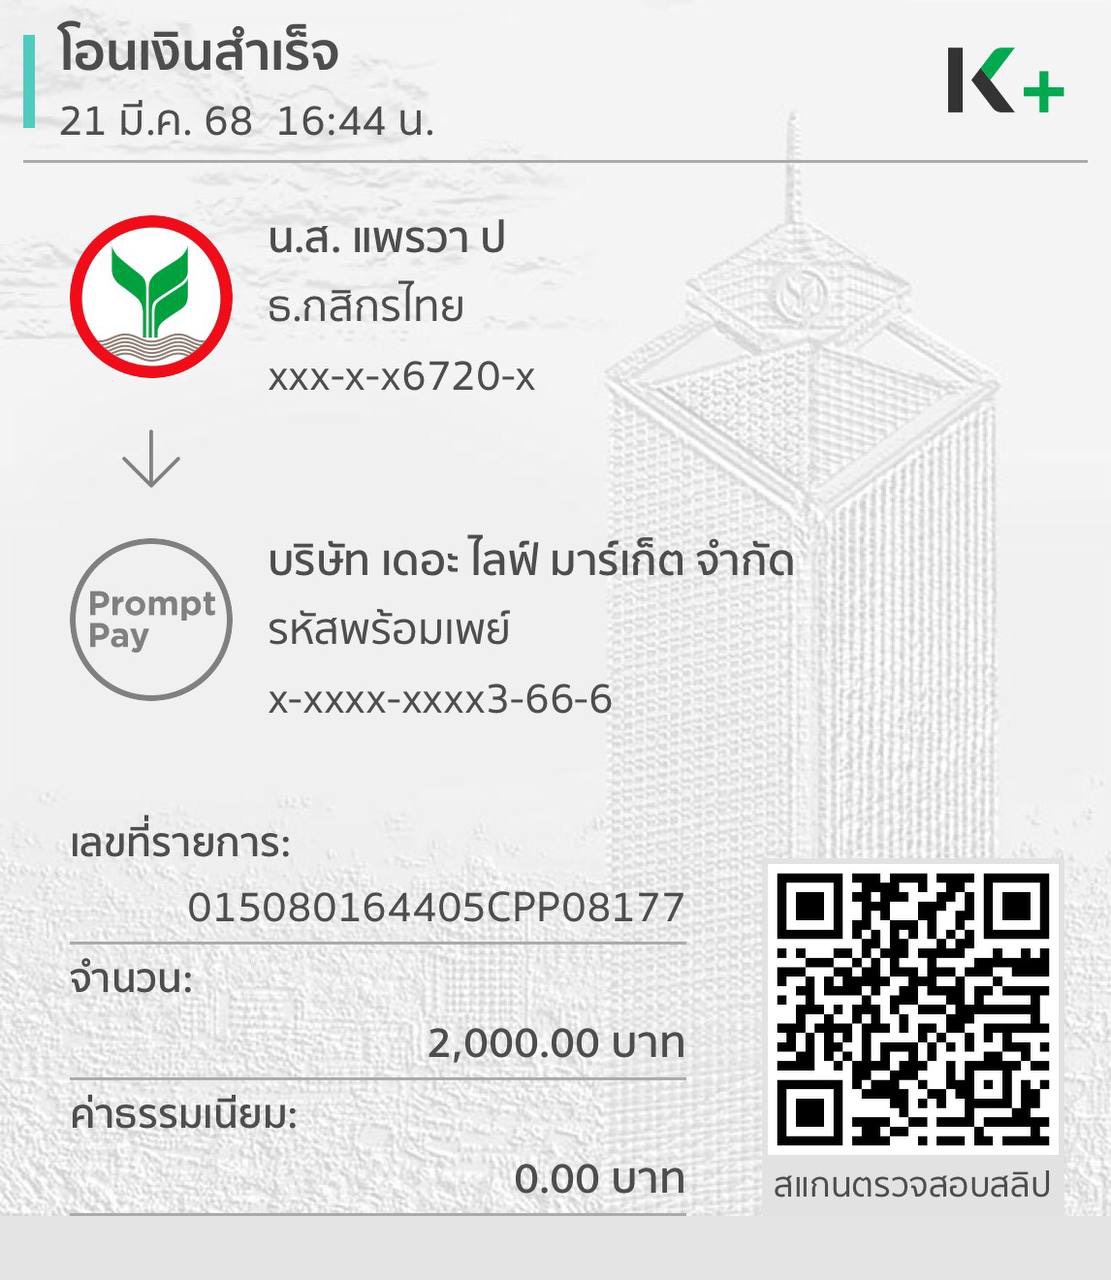 โอนเงินสำเร็จ
21 มี.ค. 68  16:44 น.
K+
น.ส. แพรวา ป
ธ.กสิกรไทย
xxx-x-x6720-x
Prompt
Pay
บริษัท เดอะ ไลฟ์ มาร์เก็ต จำกัด
รหัสพร้อมเพย์
x-xxxx-xxxx3-66-6
เลขที่รายการ:
015080164405CPP08177
จำนวน:
2,000.00 บาท
ค่าธรรมเนียม:
0.00 บาท
สแกนตรวจสอบสลิป